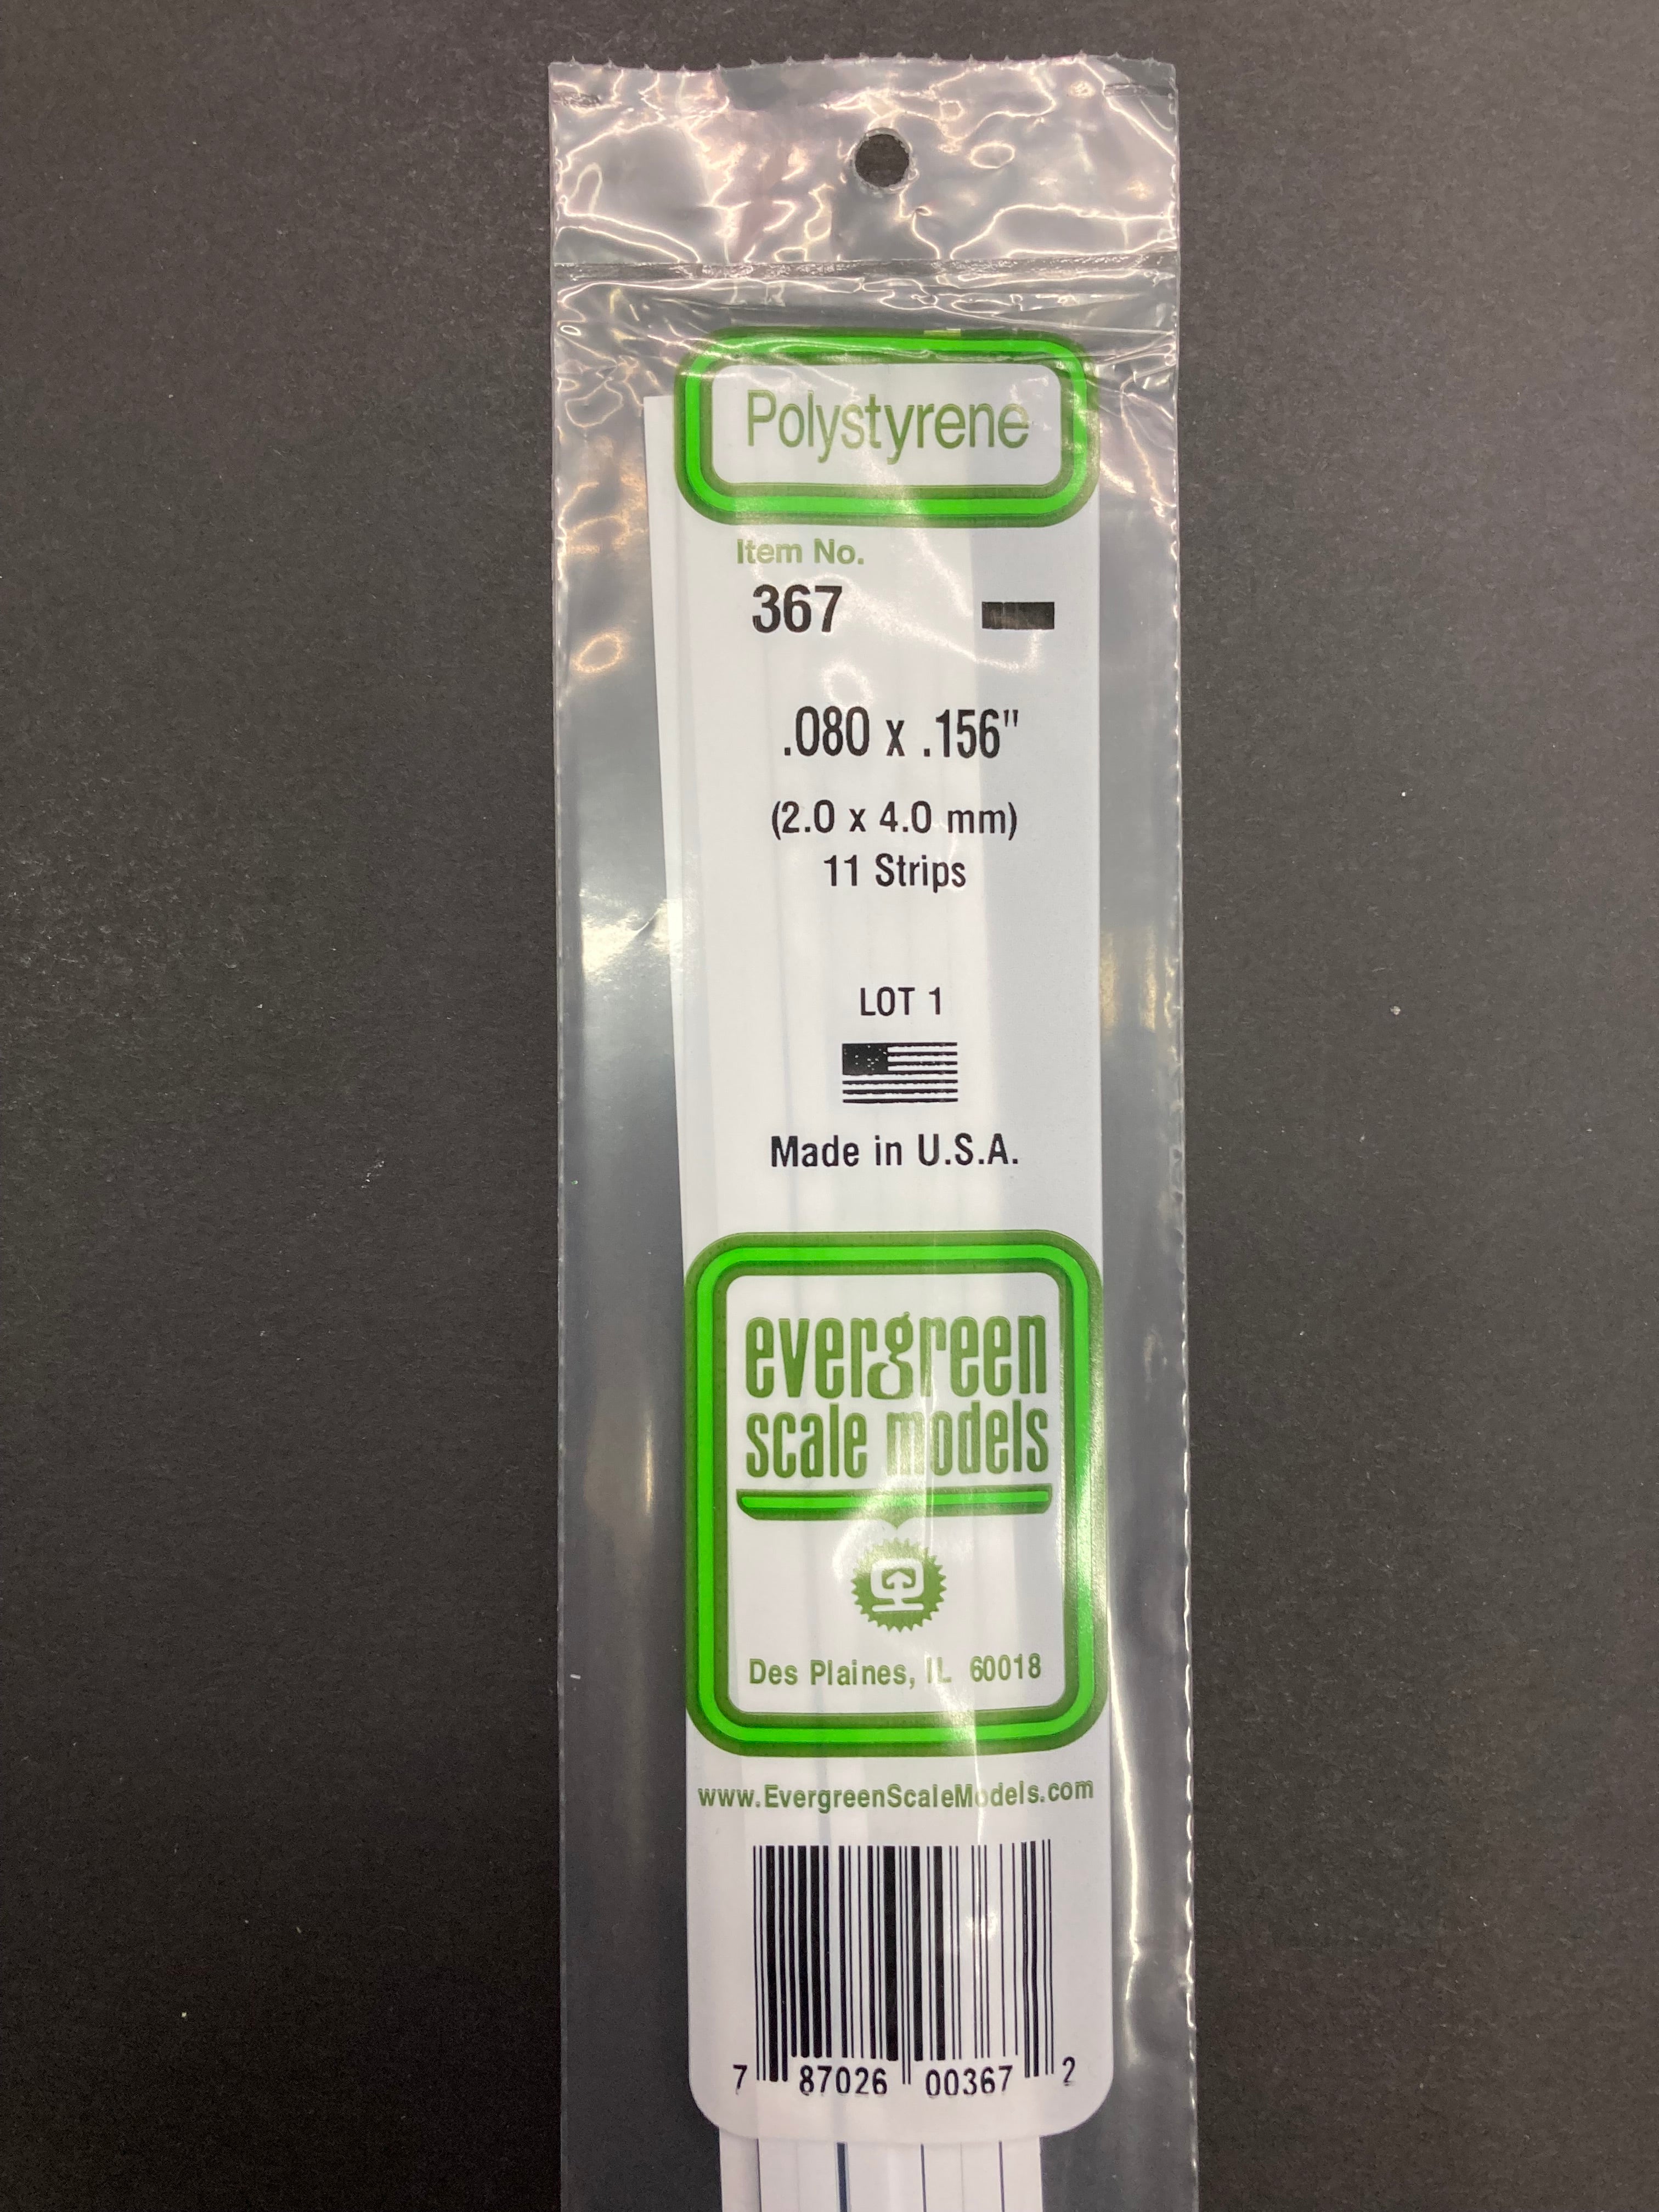 Polystyrene
Item No.
367
.080 x .156"
(2.0 x 4.0 mm)
11 Strips
LOT 1
Made in U.S.A.
evergreen
scale models
Des Plaines, IL 60018
www.EvergreenScaleModels.com
7 87026 00367 2